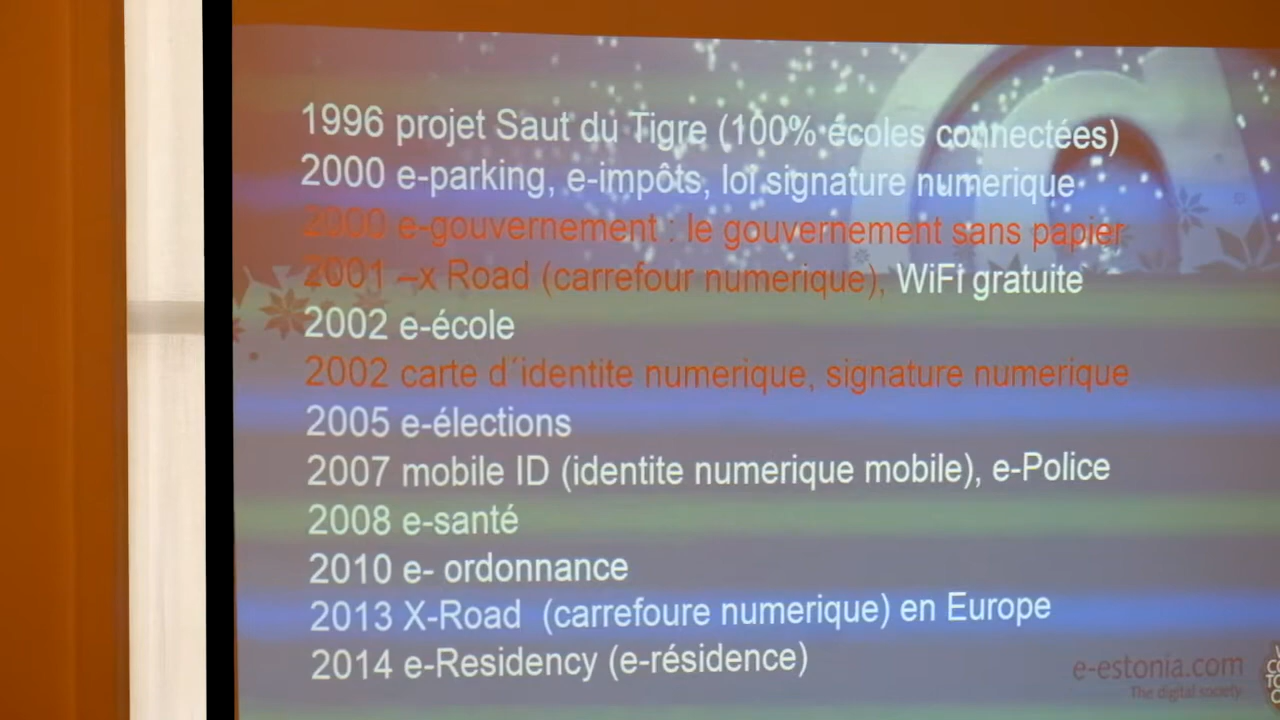 1996 projet Saut du Tigre (100% écoles connectées)
2000 e-parking, e-impôts, loi signature numerique
2000 e-gouvernement : le gouvernement sans papier
2001 –x Road (carrefour numerique), WiFi gratuite
2002 e-école
2002 carte d´identite numerique, signature numerique
2005 e-élections
2007 mobile ID (identite numerique mobile), e-Police
2008 e-santé
2010 e- ordonnance
2013 X-Road (carrefoure numerique) en Europe
2014 e-Residency (e-résidence)
e-estonia.com
The digital society